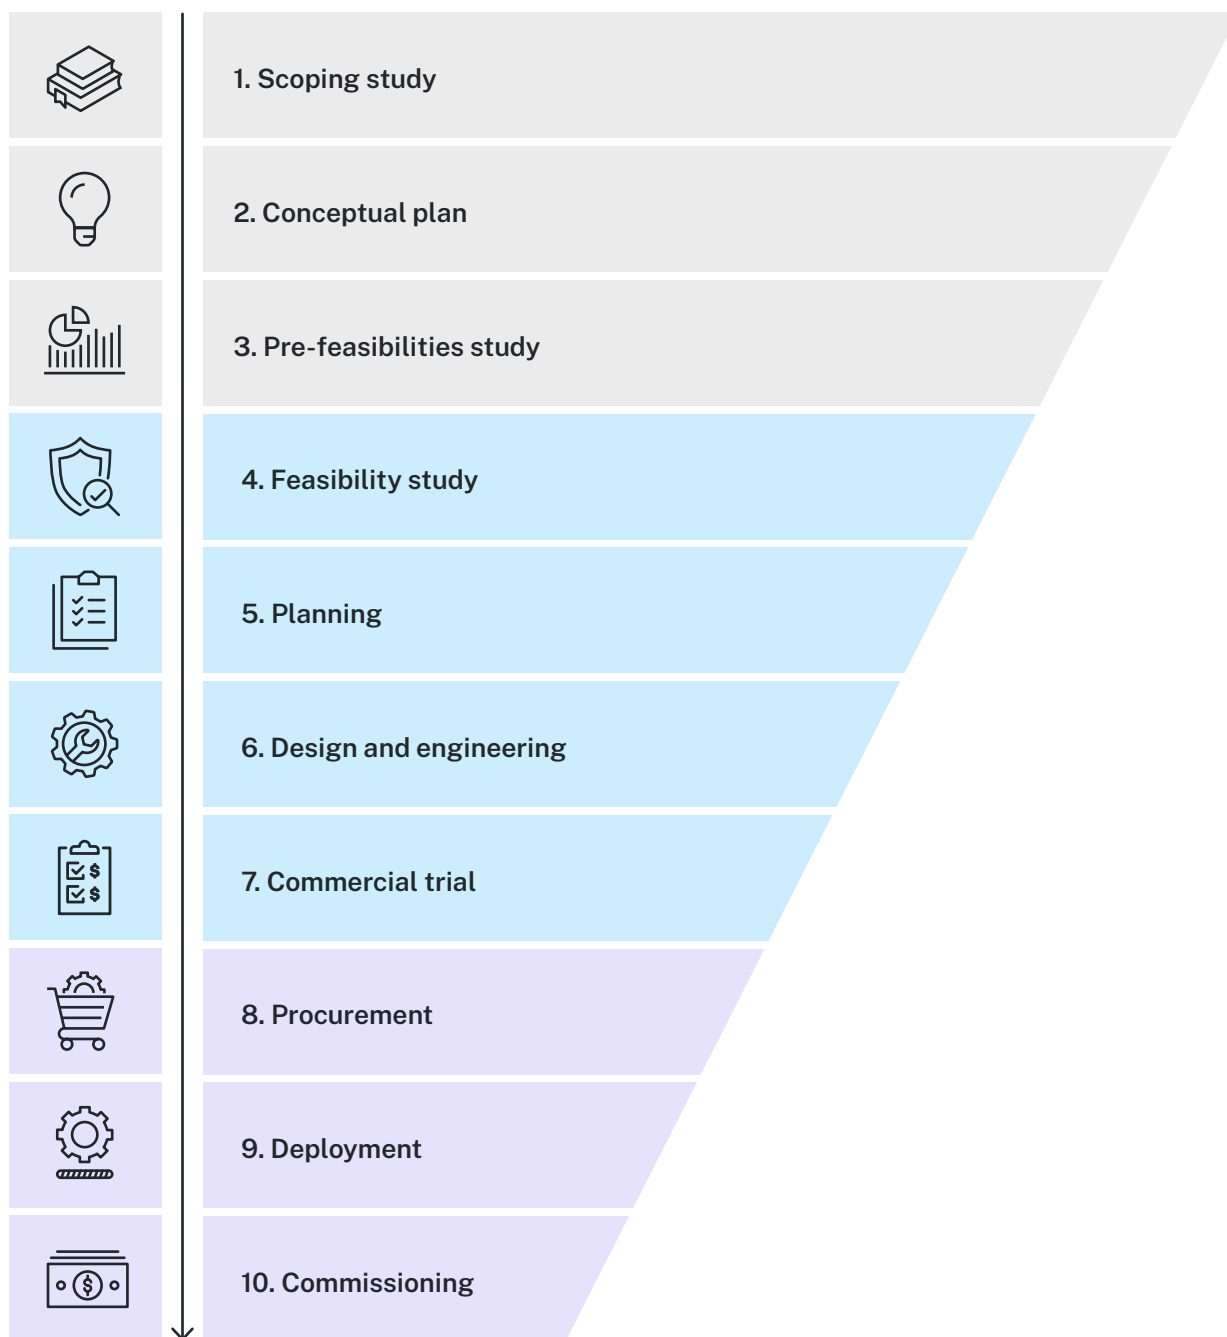 1. Scoping study
2. Conceptual plan
3. Pre-feasibilities study
4. Feasibility study
5. Planning
6. Design and engineering
7. Commercial trial
$
$
8. Procurement
9. Deployment
10. Commissioning
$